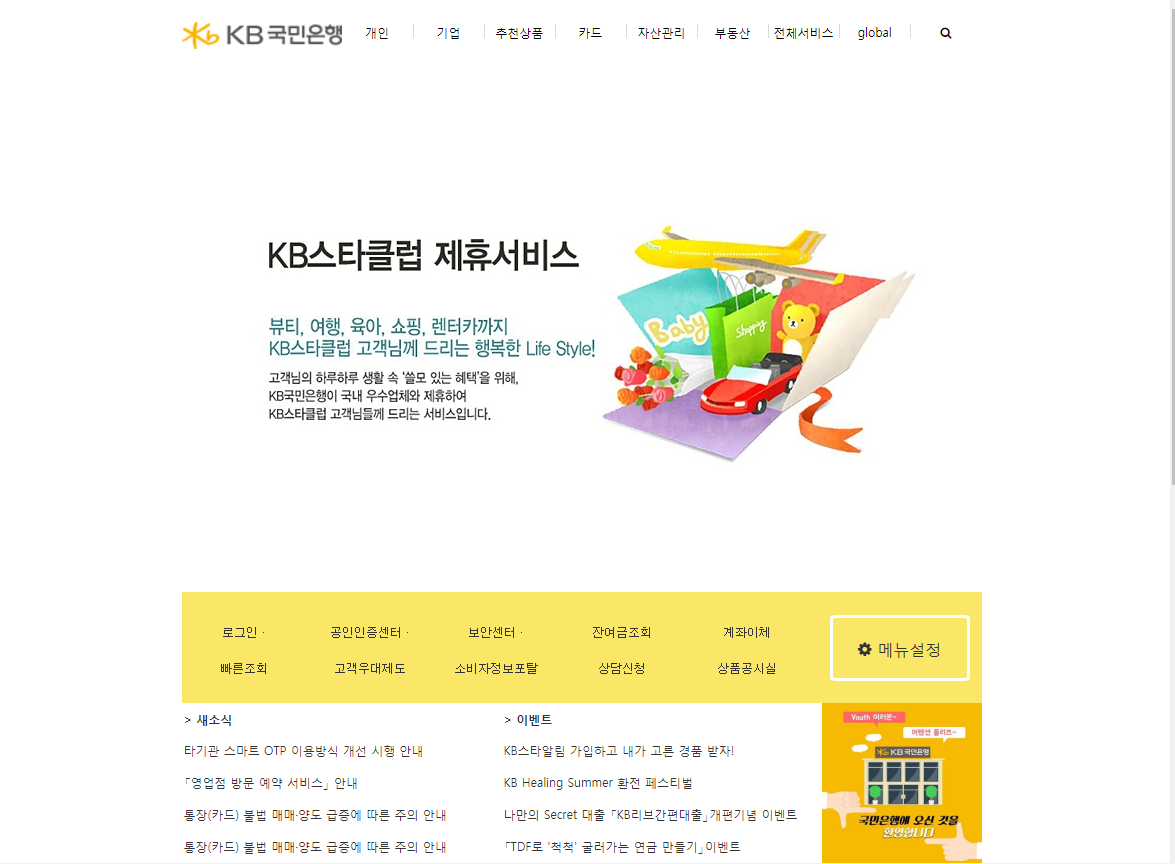 KB 국민은행
개인 기업 추천상품 카드 자산관리 부동산 전체서비스 global
KB스타클럽 제휴서비스
뷰티, 여행, 육아, 쇼핑, 렌터카까지
KB스타클럽 고객님께 드리는 행복한 Life Style!
고객님의 하루하루 생활 속 '쓸모 있는 혜택'을 위해,
KB국민은행이 국내 우수업체와 제휴하여
KB스타클럽 고객님들께 드리는 서비스입니다.
Baby
Shopping
로그인 · 공인인증센터 · 보안센터 · 잔여금조회 계좌이체
빠른조회 고객우대제도 소비자정보포탈 상담신청 상품공시실
메뉴설정
> 새소식
타기관 스마트 OTP 이용방식 개선 시행 안내
「영업점 방문 예약 서비스」 안내
통장(카드) 불법 매매·양도 급증에 따른 주의 안내
통장(카드) 불법 매매·양도 급증에 따른 주의 안내
> 이벤트
KB스타알림 가입하고 내가 고른 경품 받자!
KB Healing Summer 환전 페스티벌
나만의 Secret 대출 「KB리브간편대출」개편기념 이벤트
「TDF로 '척척' 굴러가는 연금 만들기」이벤트
Youth 여러분~
어텐션 플리즈~
KB 국민은행
국민은행에 오신 것을
환영합니다